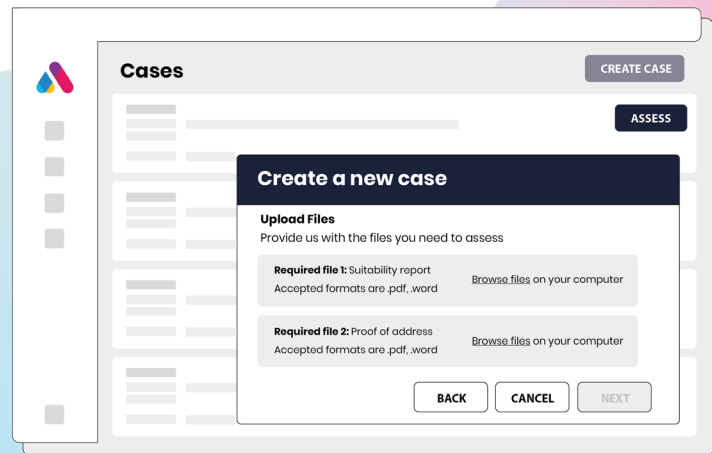 Cases
CREATE CASE
ASSESS
Create a new case
Upload Files
Provide us with the files you need to assess
Required file 1: Suitability report
Accepted formats are .pdf, .word
Browse files on your computer
Required file 2: Proof of address
Accepted formats are .pdf, .word
Browse files on your computer
BACK
CANCEL
NEXT